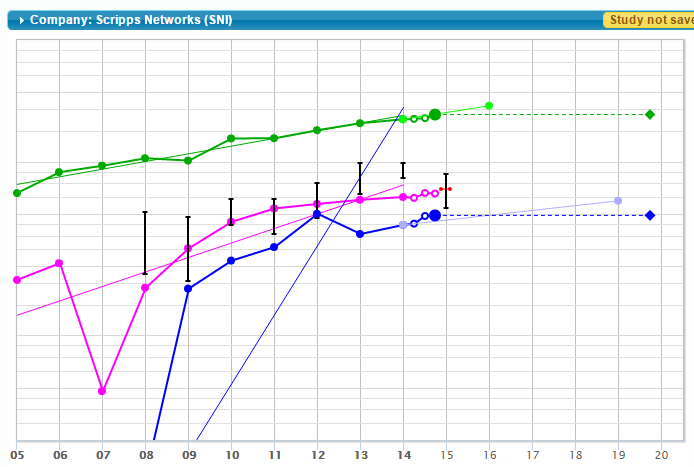 Company: Scripps Networks (SNI)
Study not save
05 06 07 08 09 10 11 12 13 14 15 16 17 18 19 20